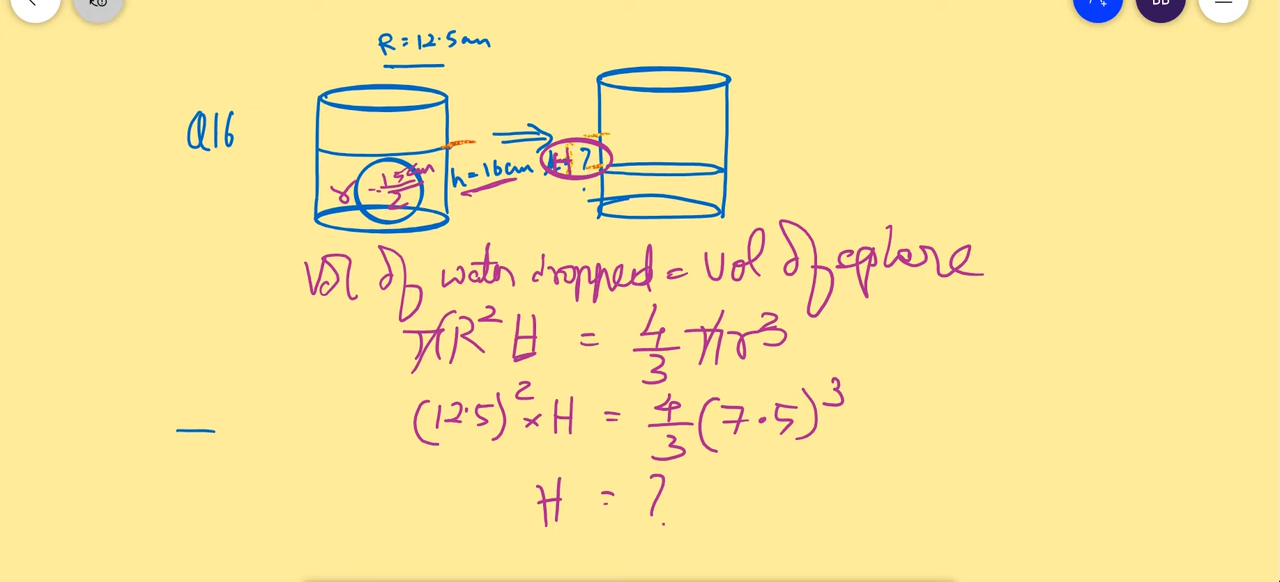 R = 12.5cm
Q16
r = 15cm/2
h = 16cm
H = ?
Vol of water dropped = Vol of sphere
πR²H = 4/3 πr³
(12.5)² × H = 4/3 (7.5)³
H = ?
BB